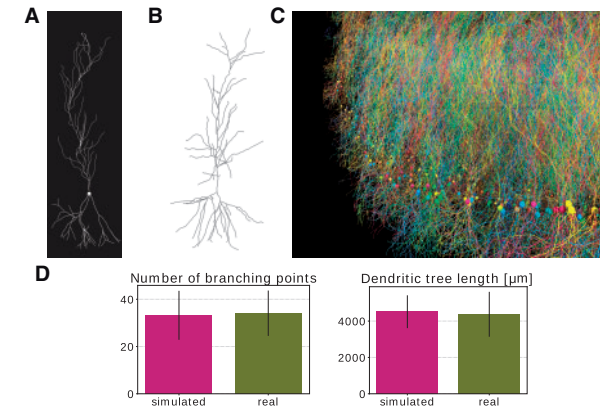 A
B
C
D
Number of branching points
40
20
0
simulated
real
Dendritic tree length [μm]
4000
2000
0
simulated
real